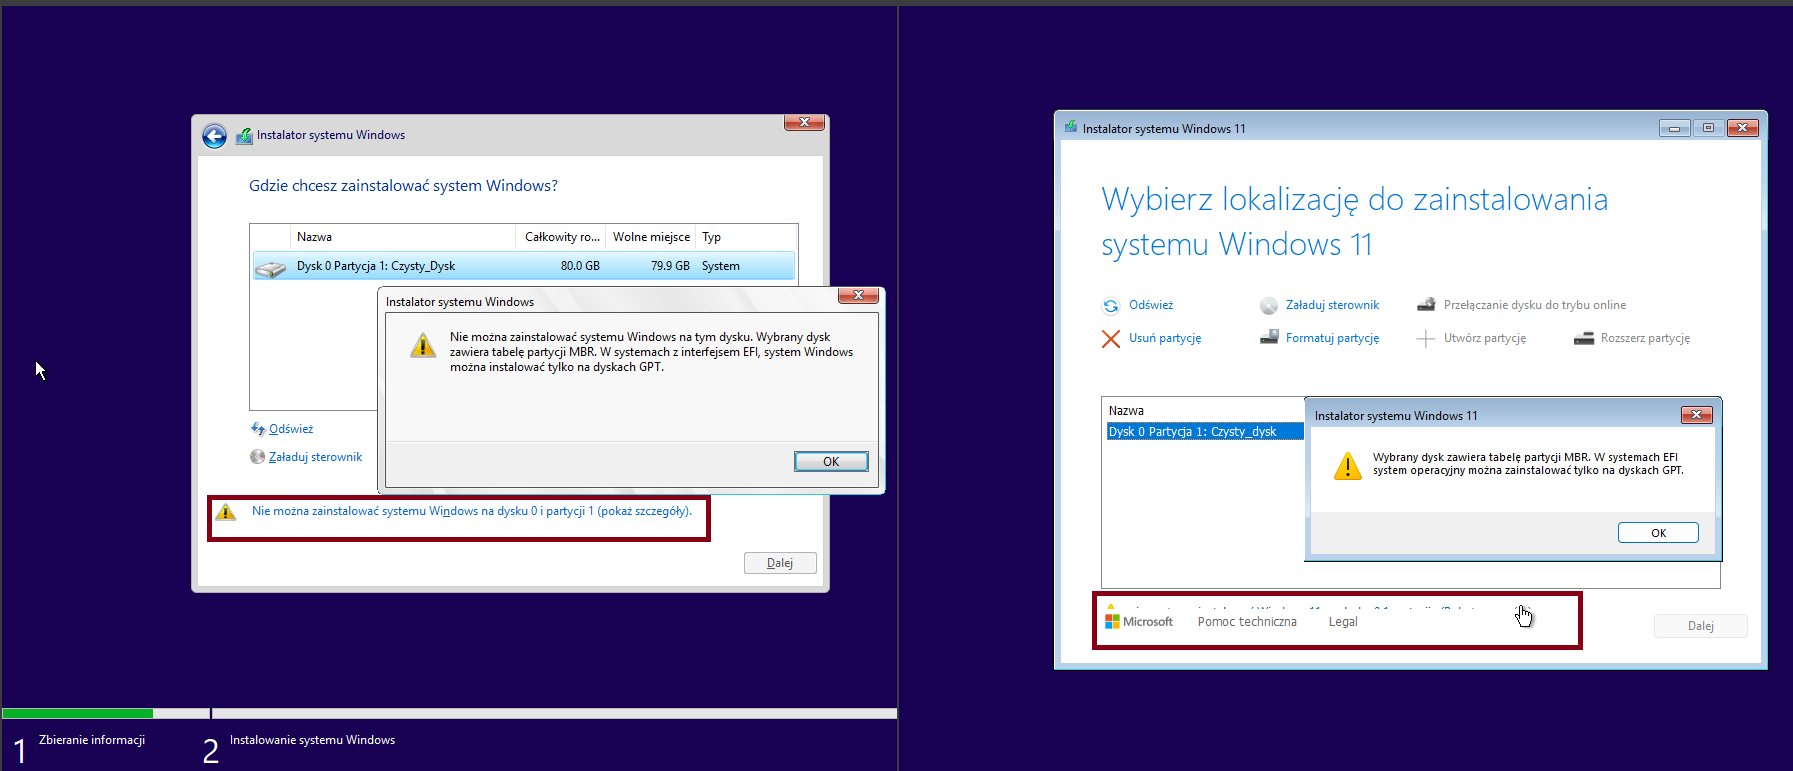 Instalator systemu Windows
Gdzie chcesz zainstalować system Windows?
Nazwa Całkowity ro... Wolne miejsce Typ
Dysk 0 Partycja 1: Czysty_Dysk 80.0 GB 79.9 GB System
Instalator systemu Windows
Nie można zainstalować systemu Windows na tym dysku. Wybrany dysk
zawiera tabelę partycji MBR. W systemach z interfejsem EFI, system Windows
można instalować tylko na dyskach GPT.
OK
Odśwież
Załaduj sterownik
Nie można zainstalować systemu Windows na dysku 0 i partycji 1 (pokaż szczegóły).
Dalej
1 Zbieranie informacji
2 Instalowanie systemu Windows
Instalator systemu Windows 11
Wybierz lokalizację do zainstalowania
systemu Windows 11
Odśwież Załaduj sterownik Przełączanie dysku do trybu online
Usuń partycję Formatuj partycję Utwórz partycję Rozszerz partycję
Nazwa
Dysk 0 Partycja 1: Czysty_dysk
Instalator systemu Windows 11
Wybrany dysk zawiera tabelę partycji MBR. W systemach EFI
system operacyjny można zainstalować tylko na dyskach GPT.
OK
Microsoft Pomoc techniczna Legal
Dalej